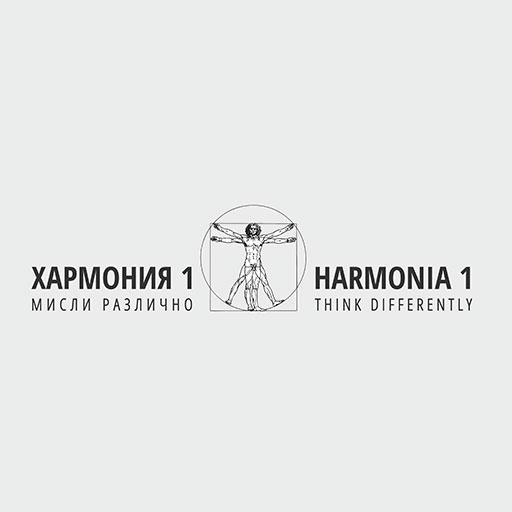 ХАРМОНИЯ 1
МИСЛИ РАЗЛИЧНО
HARMONIA 1
THINK DIFFERENTLY